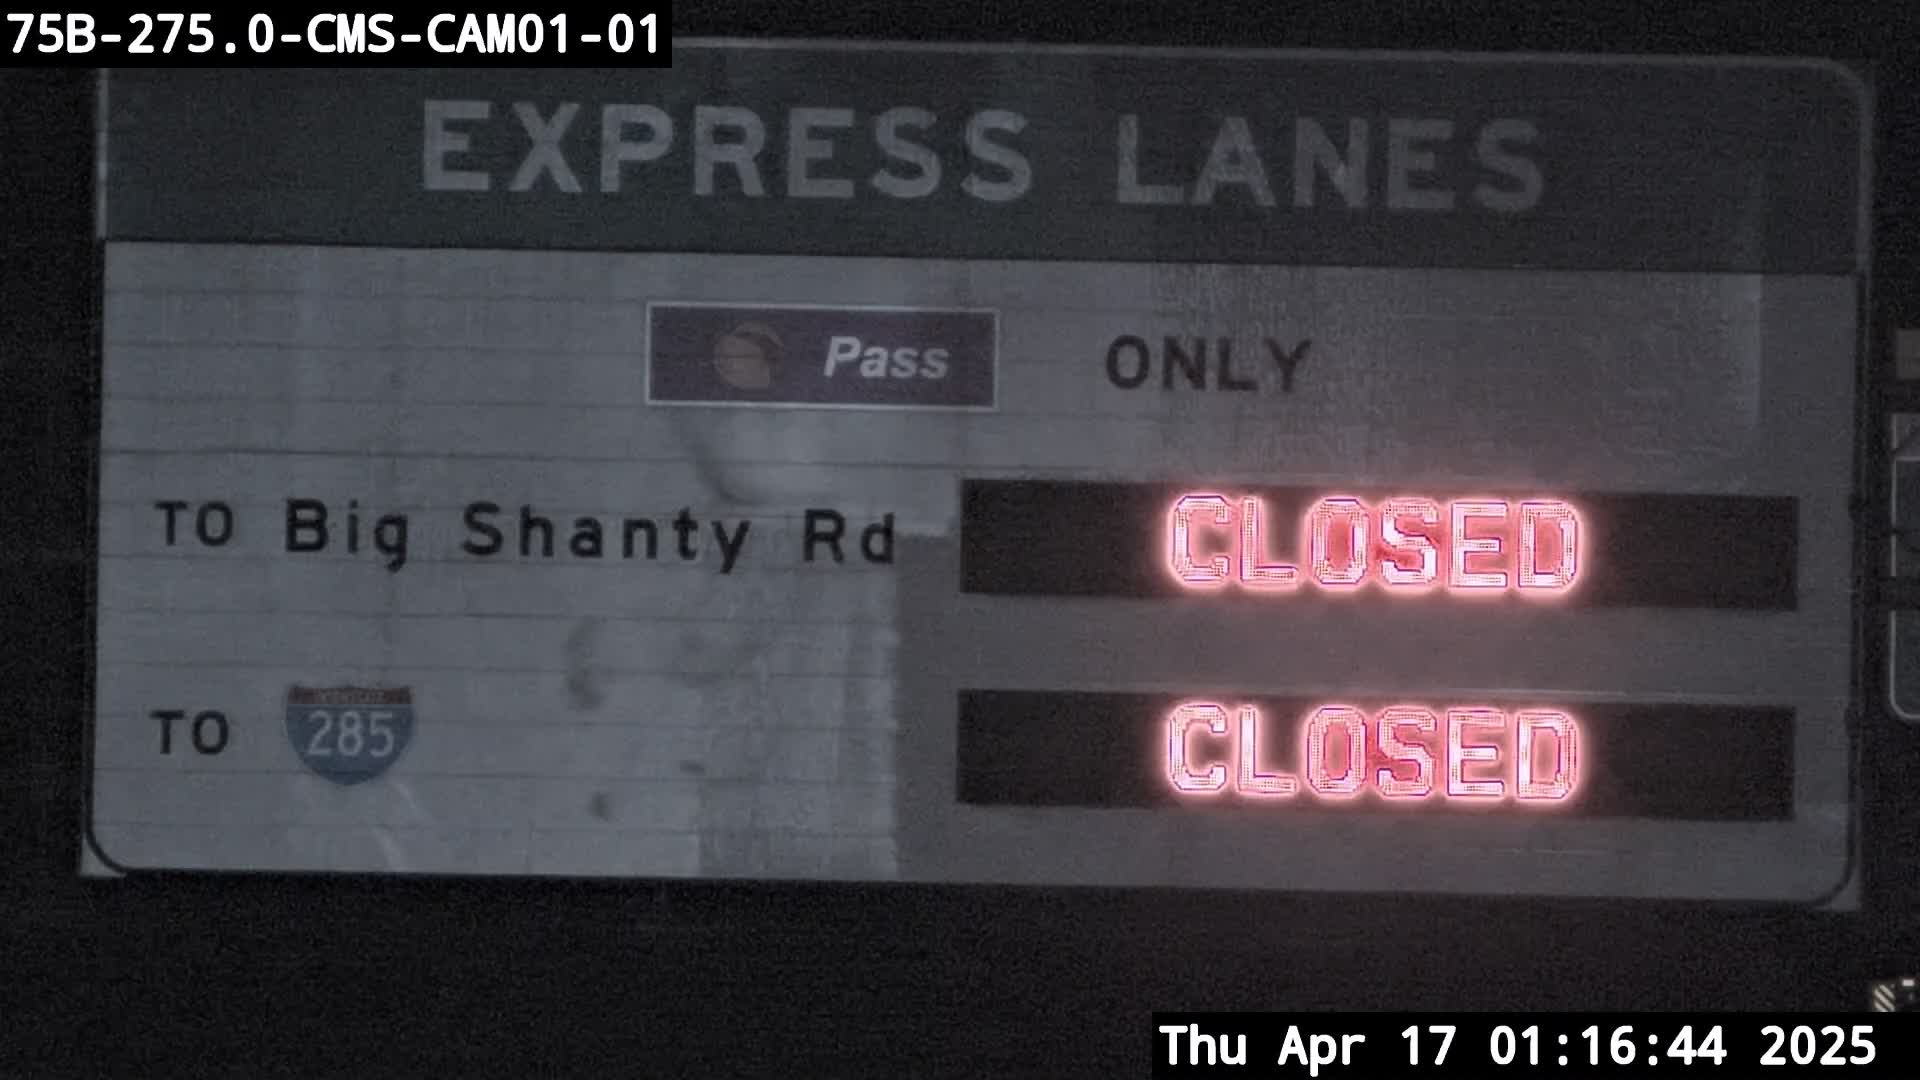 75B-275.0-CMS-CAM01-01
EXPRESS LANES
Pass ONLY
TO Big Shanty Rd CLOSED
TO 285 CLOSED
Thu Apr 17 01:16:44 2025